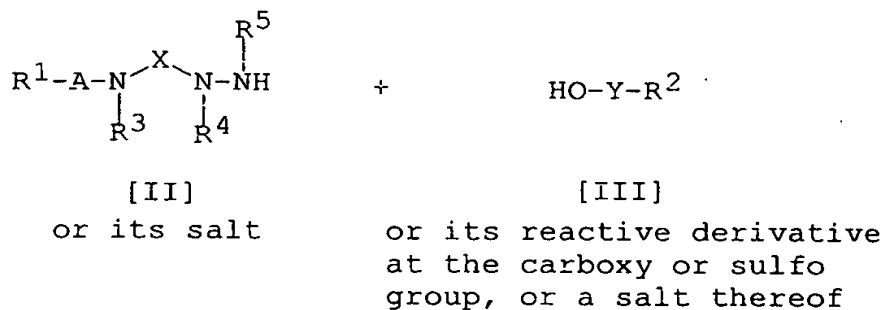 R⁵
X
R¹-A-N N-NH + HO-Y-R²
R³ R⁴
[II] [III]
or its salt or its reactive derivative
at the carboxy or sulfo
group, or a salt thereof